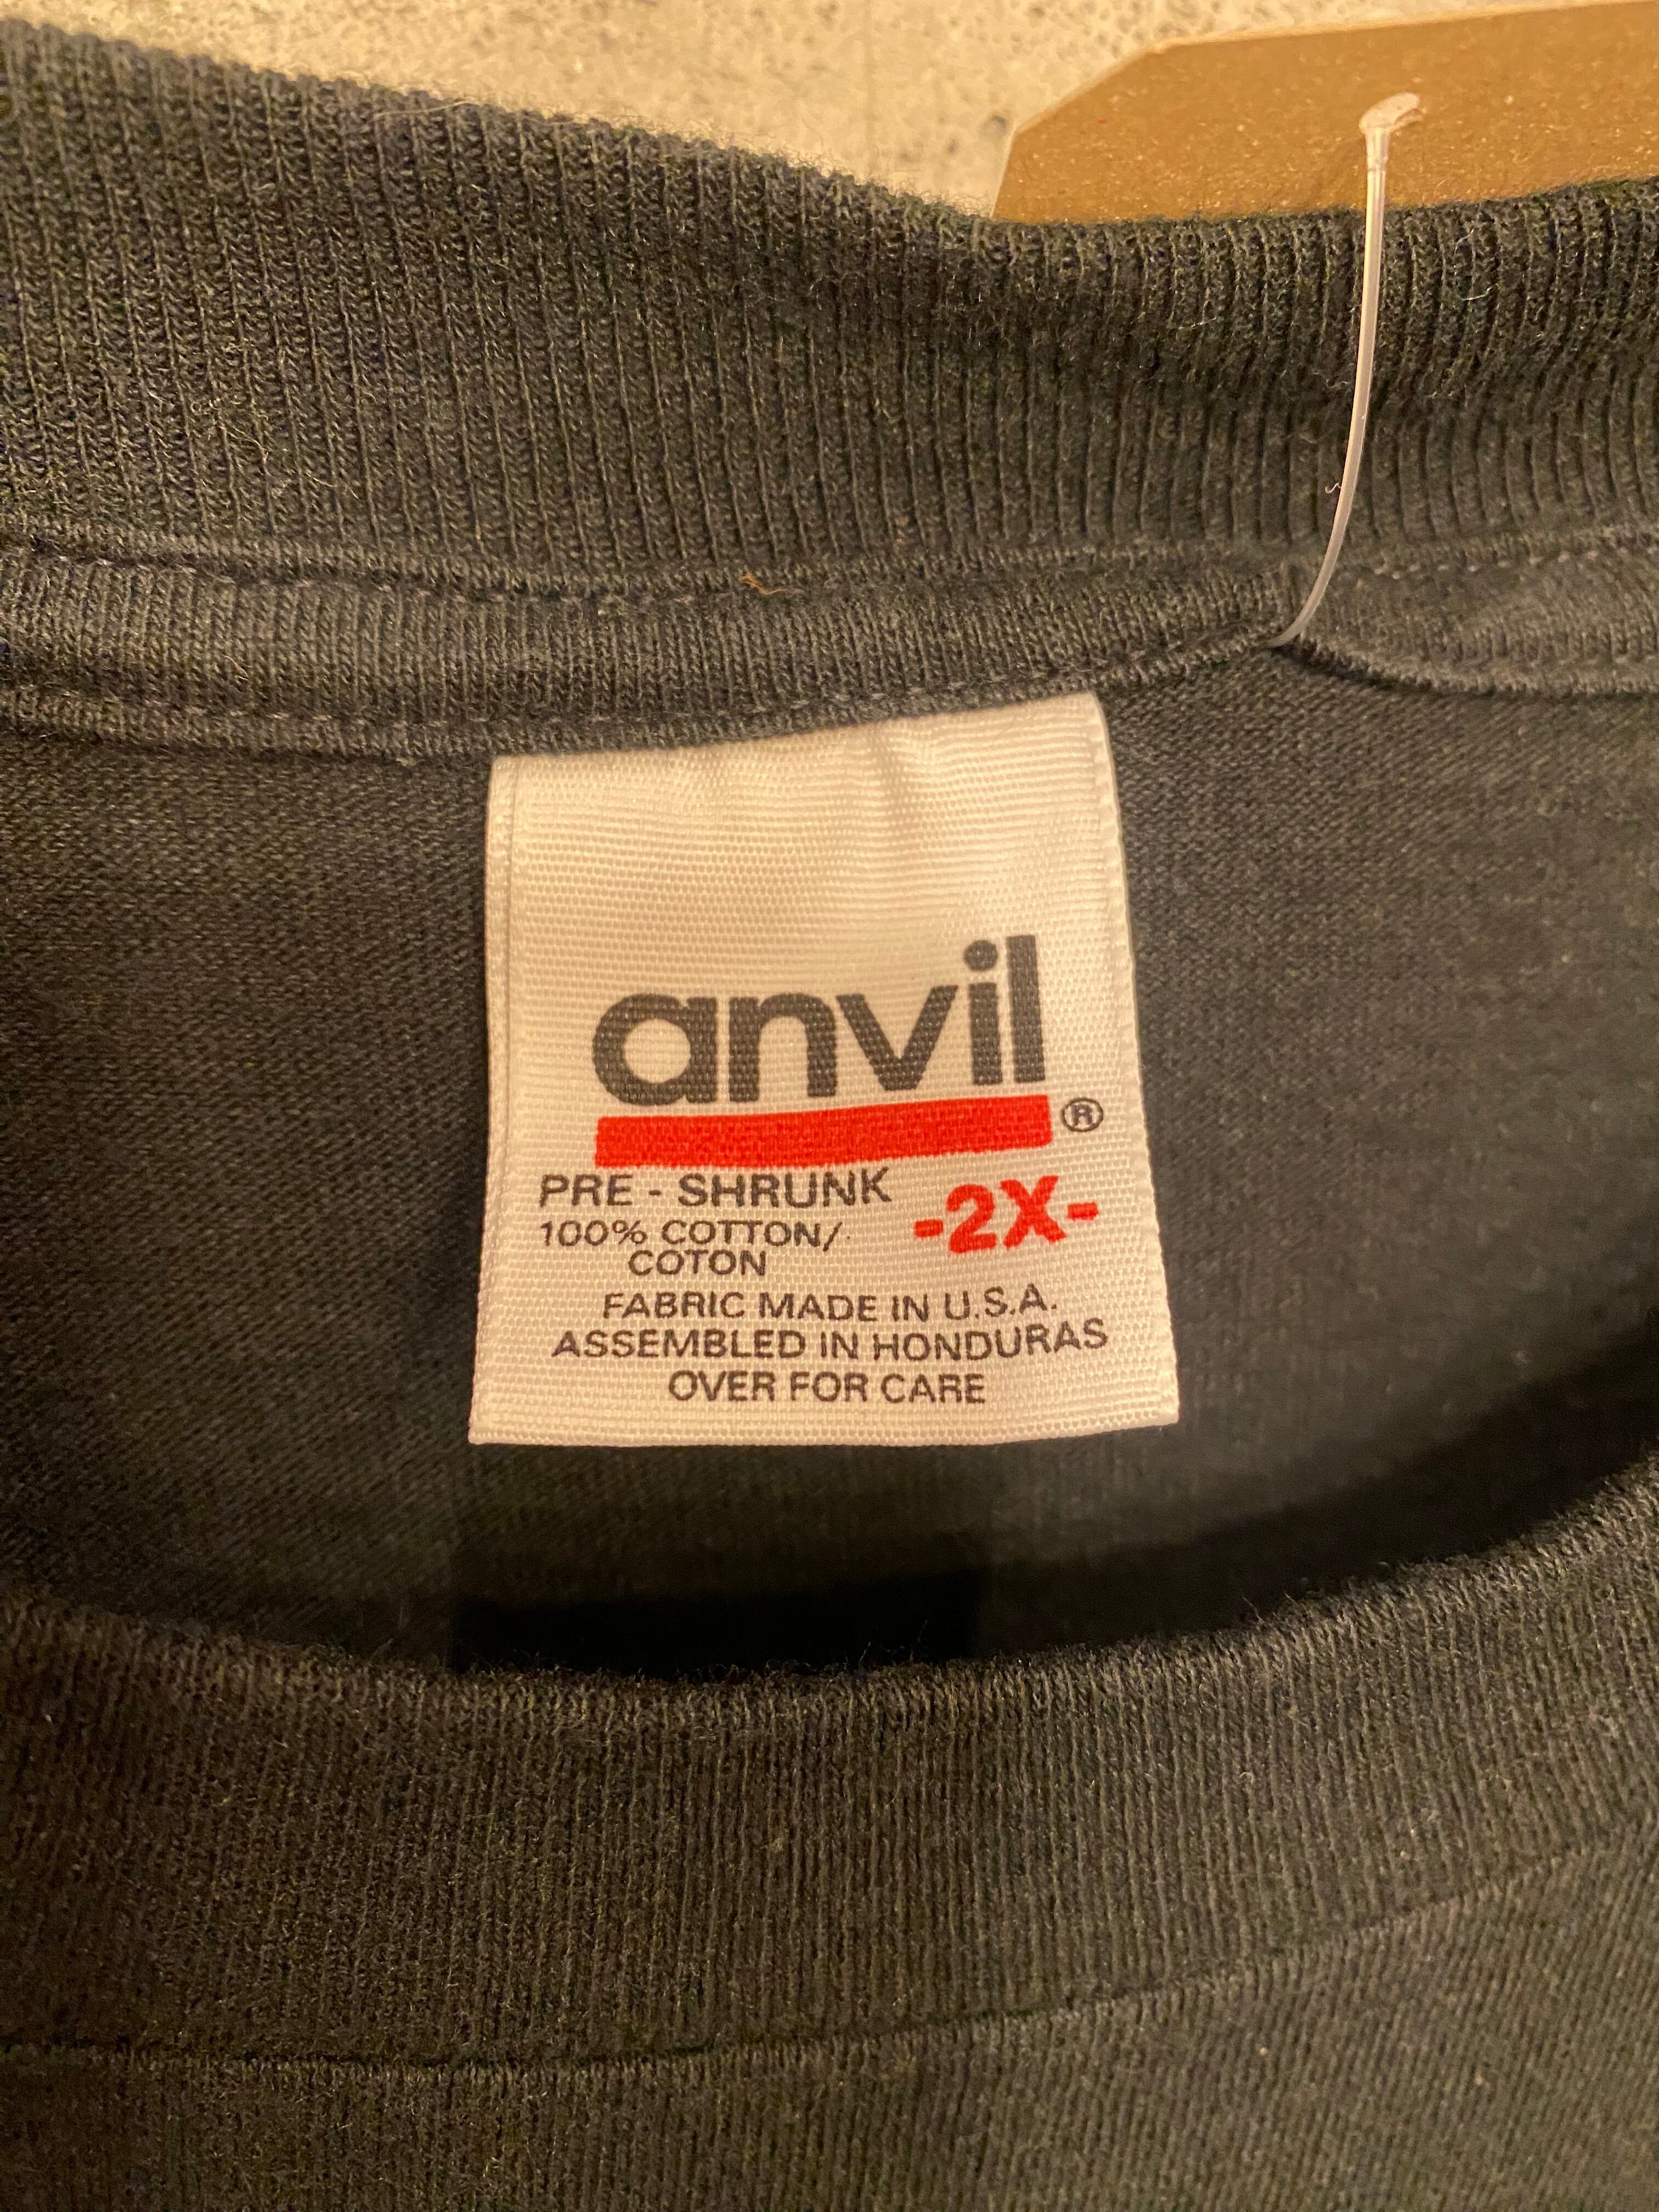 anvil
®
PRE - SHRUNK
-2X-
100% COTTON/
COTON
FABRIC MADE IN U.S.A.
ASSEMBLED IN HONDURAS
OVER FOR CARE